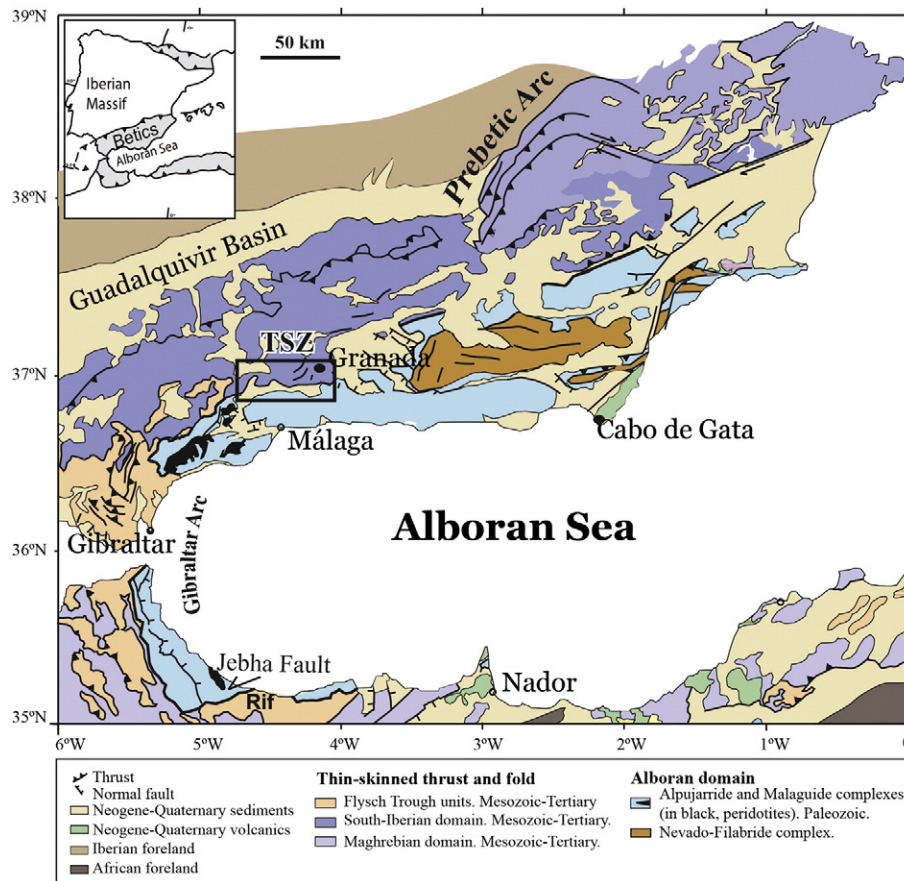 39ºN
50 km
Iberian
Massif
Betics
Alboran Sea
Prebetic Arc
38ºN
Guadalquivir Basin
TSZ
Granada
37ºN
Málaga
Cabo de Gata
Alboran Sea
Gibraltar
Gibraltar Arc
36ºN
Jebha Fault
Rif
Nador
35ºN
6ºW
5ºW
4ºW
3ºW
2ºW
1ºW
0
Thrust
Normal fault
Neogene-Quaternary sediments
Neogene-Quaternary volcanics
Iberian foreland
African foreland
Thin-skinned thrust and fold
Flysch Trough units. Mesozoic-Tertiary
South-Iberian domain. Mesozoic-Tertiary.
Maghrebian domain. Mesozoic-Tertiary.
Alboran domain
Alpujarride and Malaguide complexes
(in black, peridotites). Paleozoic.
Nevado-Filabride complex.